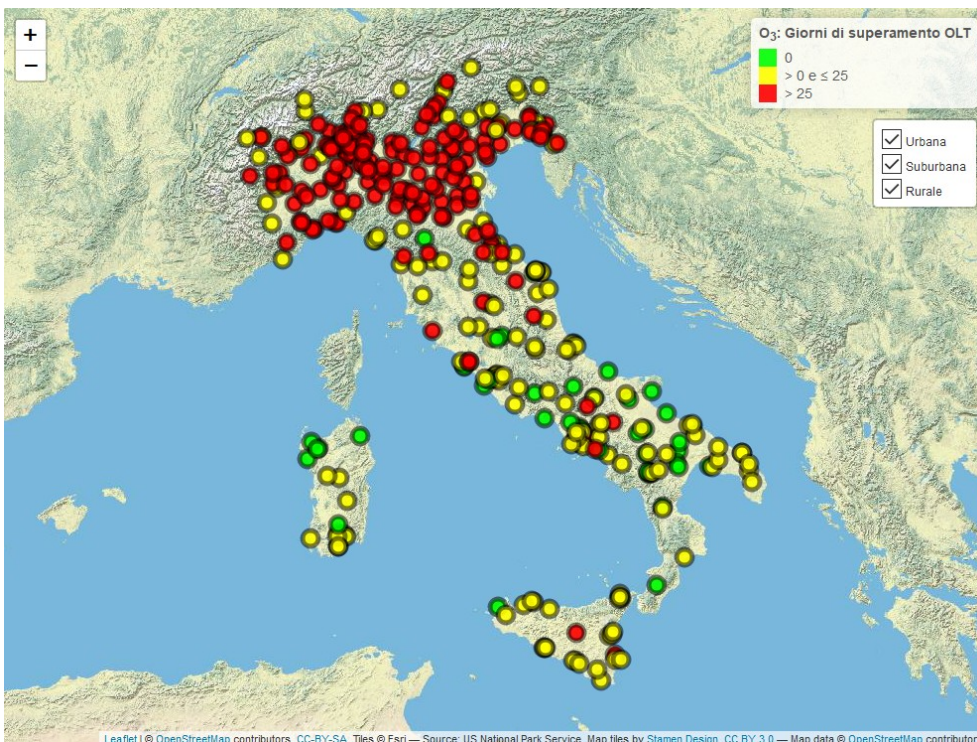 +
−
O₃: Giorni di superamento OLT
0
> 0 e ≤ 25
> 25
Urbana
Suburbana
Rurale
Leaflet | © OpenStreetMap contributors, CC-BY-SA, Tiles © Esri — Source: US National Park Service, Map tiles by Stamen Design, CC BY 3.0 — Map data © OpenStreetMap contributor